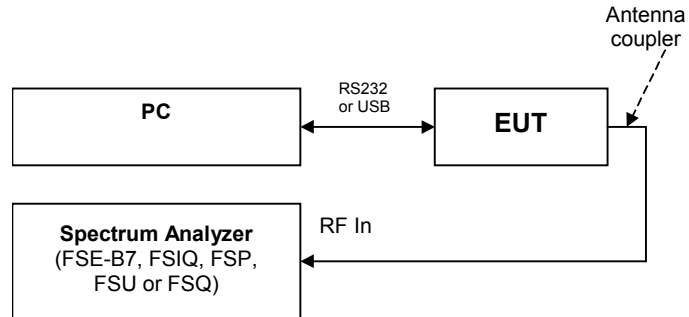 Antenna
coupler
PC
RS232
or USB
EUT
Spectrum Analyzer
(FSE-B7, FSIQ, FSP,
FSU or FSQ)
RF In